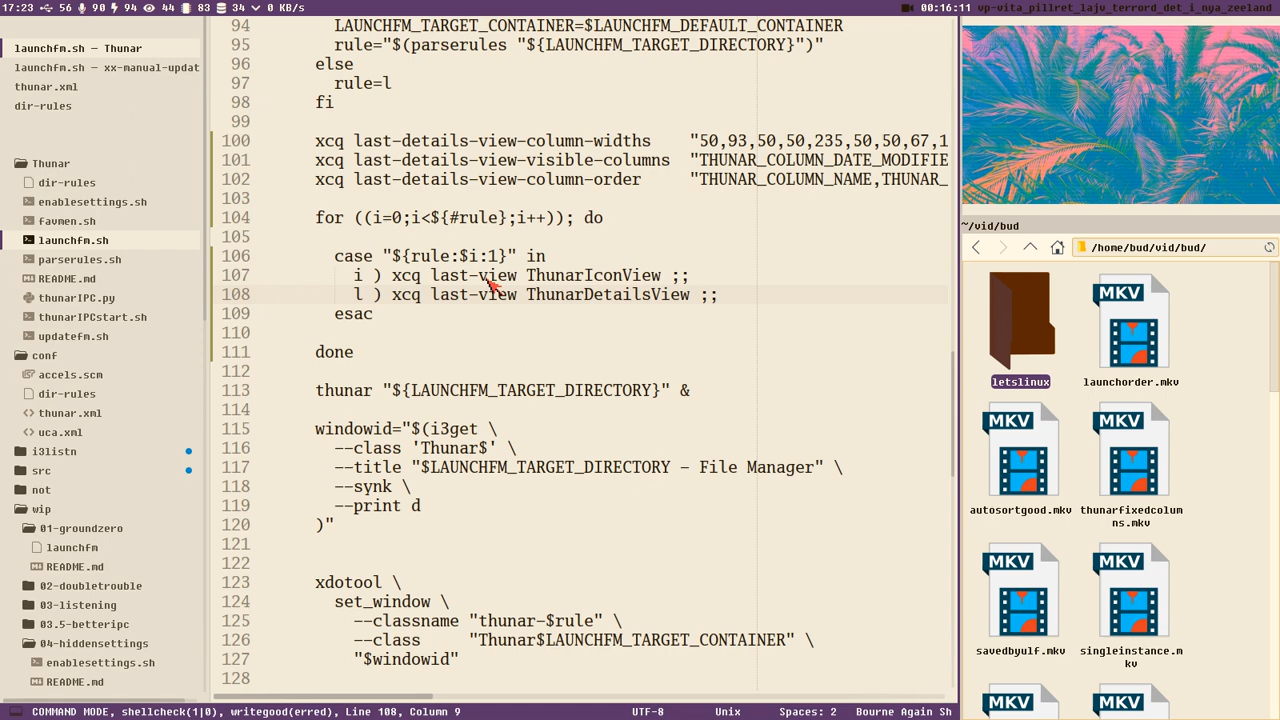 17:23 56 90 94 44 83 34 0 KB/s
00:16:11 vp-vita_pillret_lajv_terrord_det_i_nya_zeeland
launchfm.sh — Thunar
launchfm.sh — xx-manual-updat
thunar.xml
dir-rules
Thunar
dir-rules
enablesettings.sh
favmen.sh
launchfm.sh
parserules.sh
README.md
thunarIPC.py
thunarIPCstart.sh
updatefm.sh
conf
accels.scm
dir-rules
thunar.xml
uca.xml
i3listn
src
not
wip
01-groundzero
launchfm
README.md
02-doubletrouble
03-listening
03.5-betteripc
04-hiddensettings
enablesettings.sh
README.md
94 LAUNCHFM_TARGET_CONTAINER=$LAUNCHFM_DEFAULT_CONTAINER
95 rule="$(parserules "${LAUNCHFM_TARGET_DIRECTORY}")"
96 else
97 rule=l
98 fi
99
100 xcq last-details-view-column-widths "50,93,50,50,235,50,50,67,1
101 xcq last-details-view-visible-columns "THUNAR_COLUMN_DATE_MODIFIE
102 xcq last-details-view-column-order "THUNAR_COLUMN_NAME,THUNAR_
103
104 for ((i=0;i<${#rule};i++)); do
105
106 case "${rule:$i:1}" in
107 i ) xcq last-view ThunarIconView ;;
108 l ) xcq last-view ThunarDetailsView ;;
109 esac
110
111 done
112
113 thunar "${LAUNCHFM_TARGET_DIRECTORY}" &
114
115 windowid="$(i3get \
116 --class 'Thunar$' \
117 --title "$LAUNCHFM_TARGET_DIRECTORY - File Manager" \
118 --synk \
119 --print d
120 )"
121
122
123 xdotool \
124 set_window \
125 --classname "thunar-$rule" \
126 --class "Thunar$LAUNCHFM_TARGET_CONTAINER" \
127 "$windowid"
128
~/vid/bud
/home/bud/vid/bud/
letslinux
MKV
launchorder.mkv
MKV
autosortgood.mkv
MKV
thunarfixedcolum
ns.mkv
MKV
savedbyulf.mkv
MKV
singleinstance.m
kv
MKV
MKV
COMMAND MODE, shellcheck(1|0), writegood(erred), Line 108, Column 9 UTF-8 Unix Spaces: 2 Bourne Again Sh